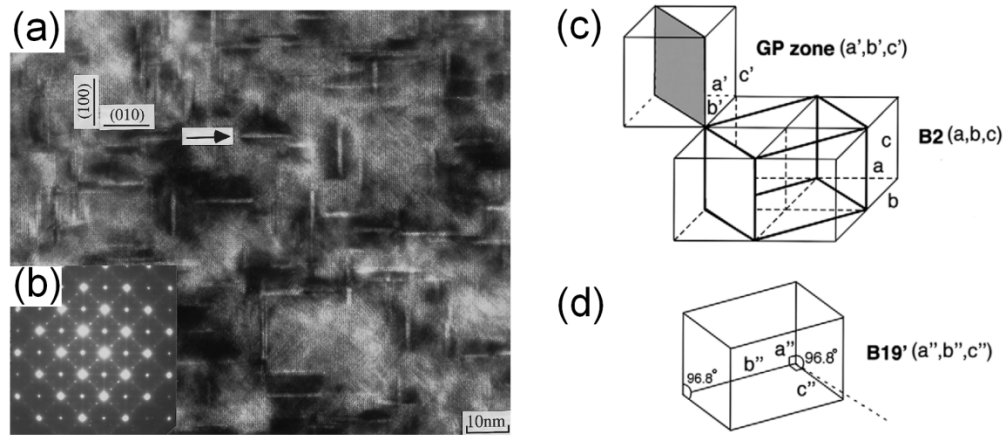 (a)
(100)
(010)
(b)
10nm
(c)
GP zone (a',b',c')
a'
c'
b'
B2 (a,b,c)
c
a
b
(d)
B19' (a'',b'',c'')
96.8°
a''
96.8°
b''
c''